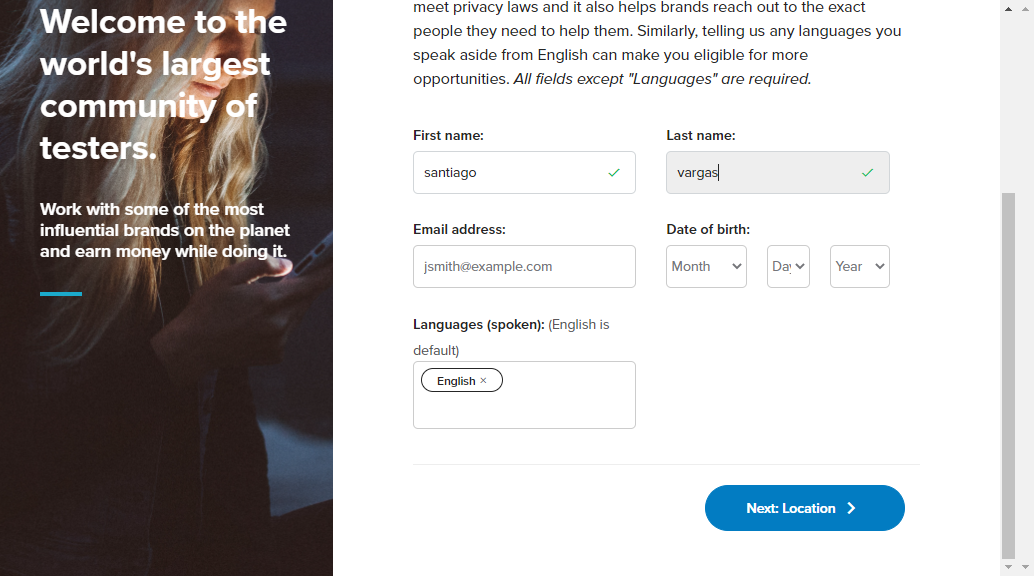 Welcome to the
world's largest
community of
testers.
Work with some of the most
influential brands on the planet
and earn money while doing it.
meet privacy laws and it also helps brands reach out to the exact
people they need to help them. Similarly, telling us any languages you
speak aside from English can make you eligible for more
opportunities. All fields except "Languages" are required.
First name:
Last name:
santiago
vargas
Email address:
Date of birth:
jsmith@example.com
Month
Day
Year
Languages (spoken): (English is
default)
English ×
Next: Location